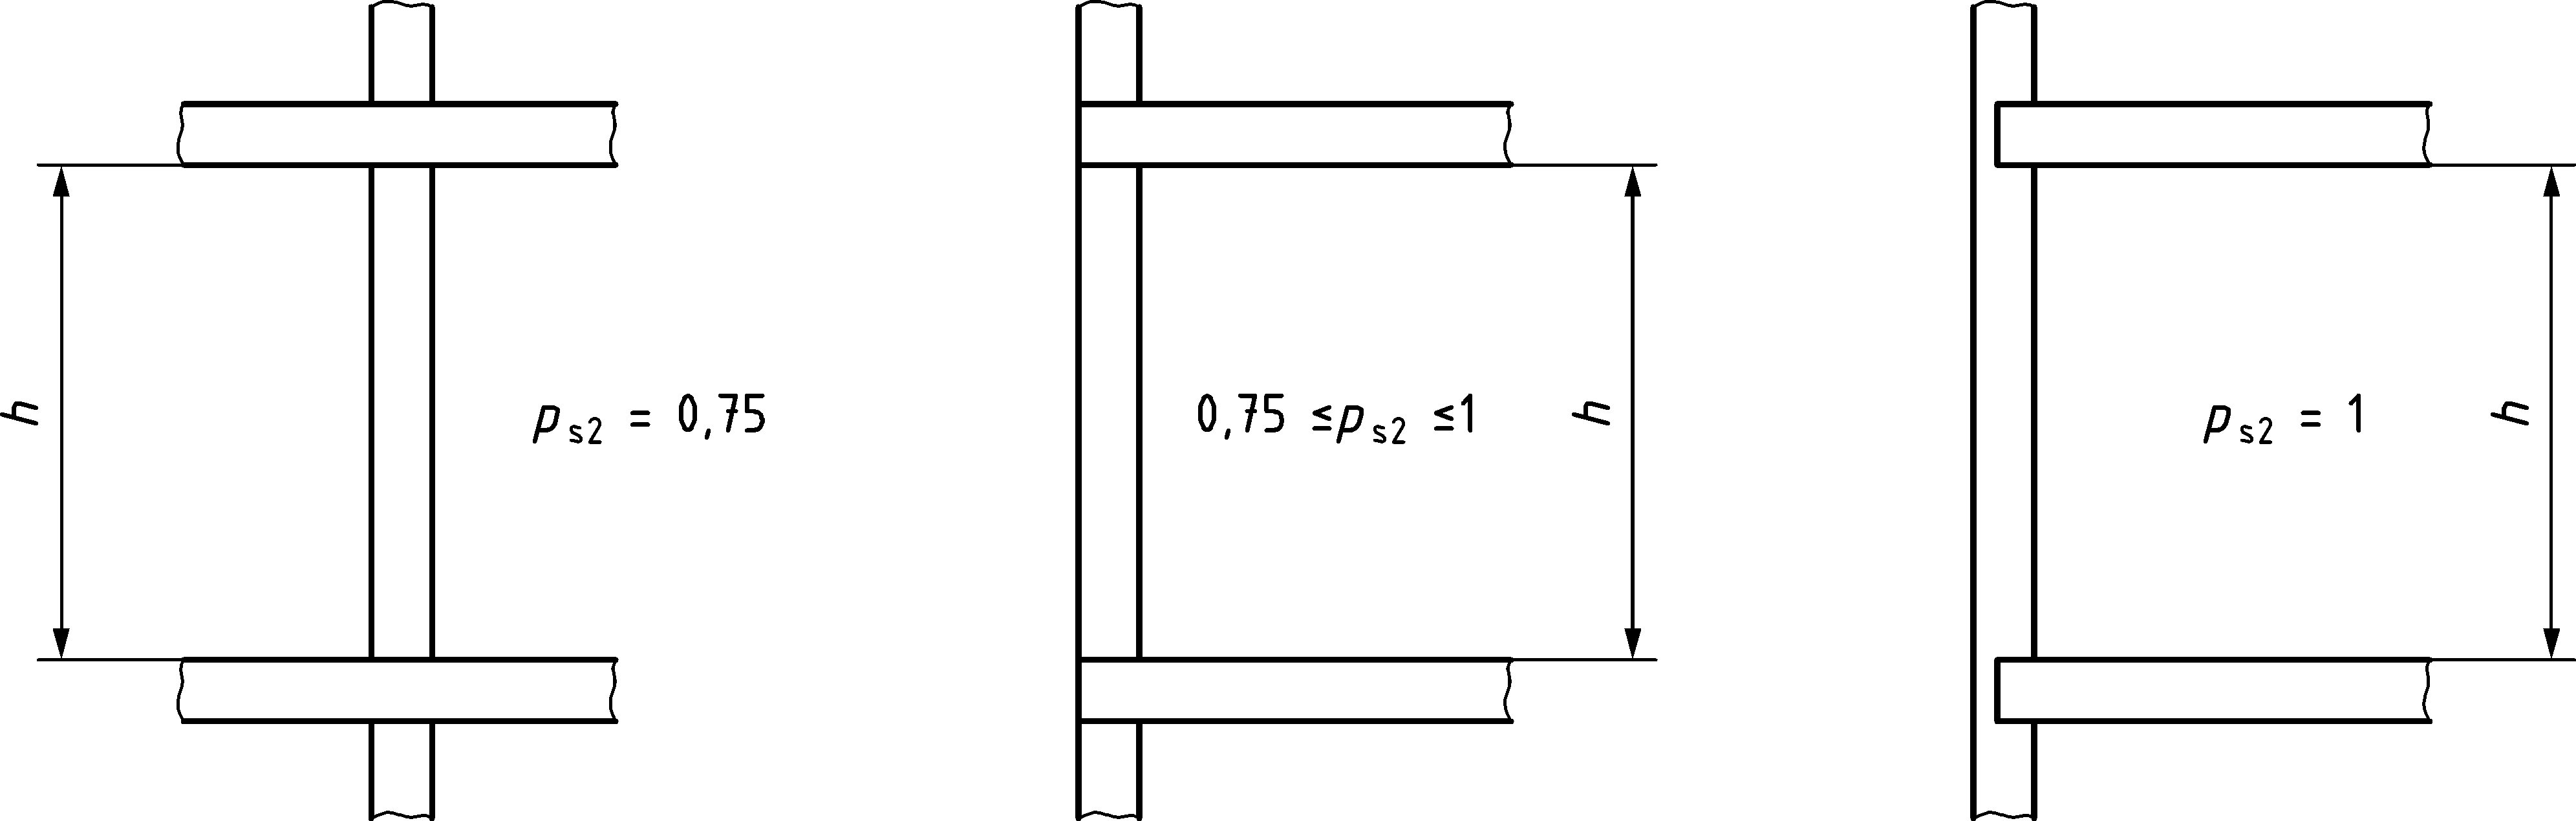 h
p s2 = 0,75
0,75 ≤p s2 ≤1
h
p s2 = 1
h